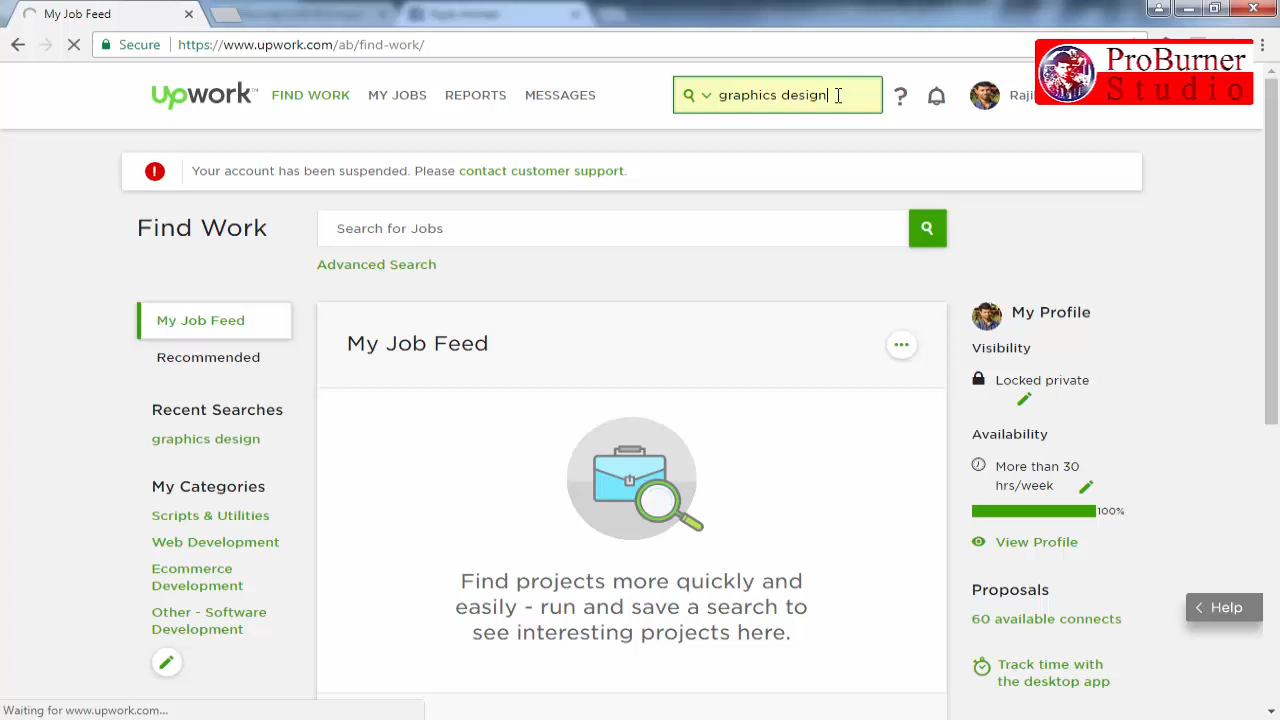 My Job Feed
Secure
https://www.upwork.com/ab/find-work/
ProBurner
Studio
upwork™
FIND WORK
MY JOBS
REPORTS
MESSAGES
graphics design
?
Your account has been suspended. Please contact customer support.
Find Work
Search for Jobs
Advanced Search
My Job Feed
Recommended
Recent Searches
graphics design
My Categories
Scripts & Utilities
Web Development
Ecommerce
Development
Other - Software
Development
My Job Feed
Find projects more quickly and
easily - run and save a search to
see interesting projects here.
My Profile
Visibility
Locked private
Availability
More than 30
hrs/week
100%
View Profile
Proposals
60 available connects
Track time with
the desktop app
Help
Waiting for www.upwork.com...